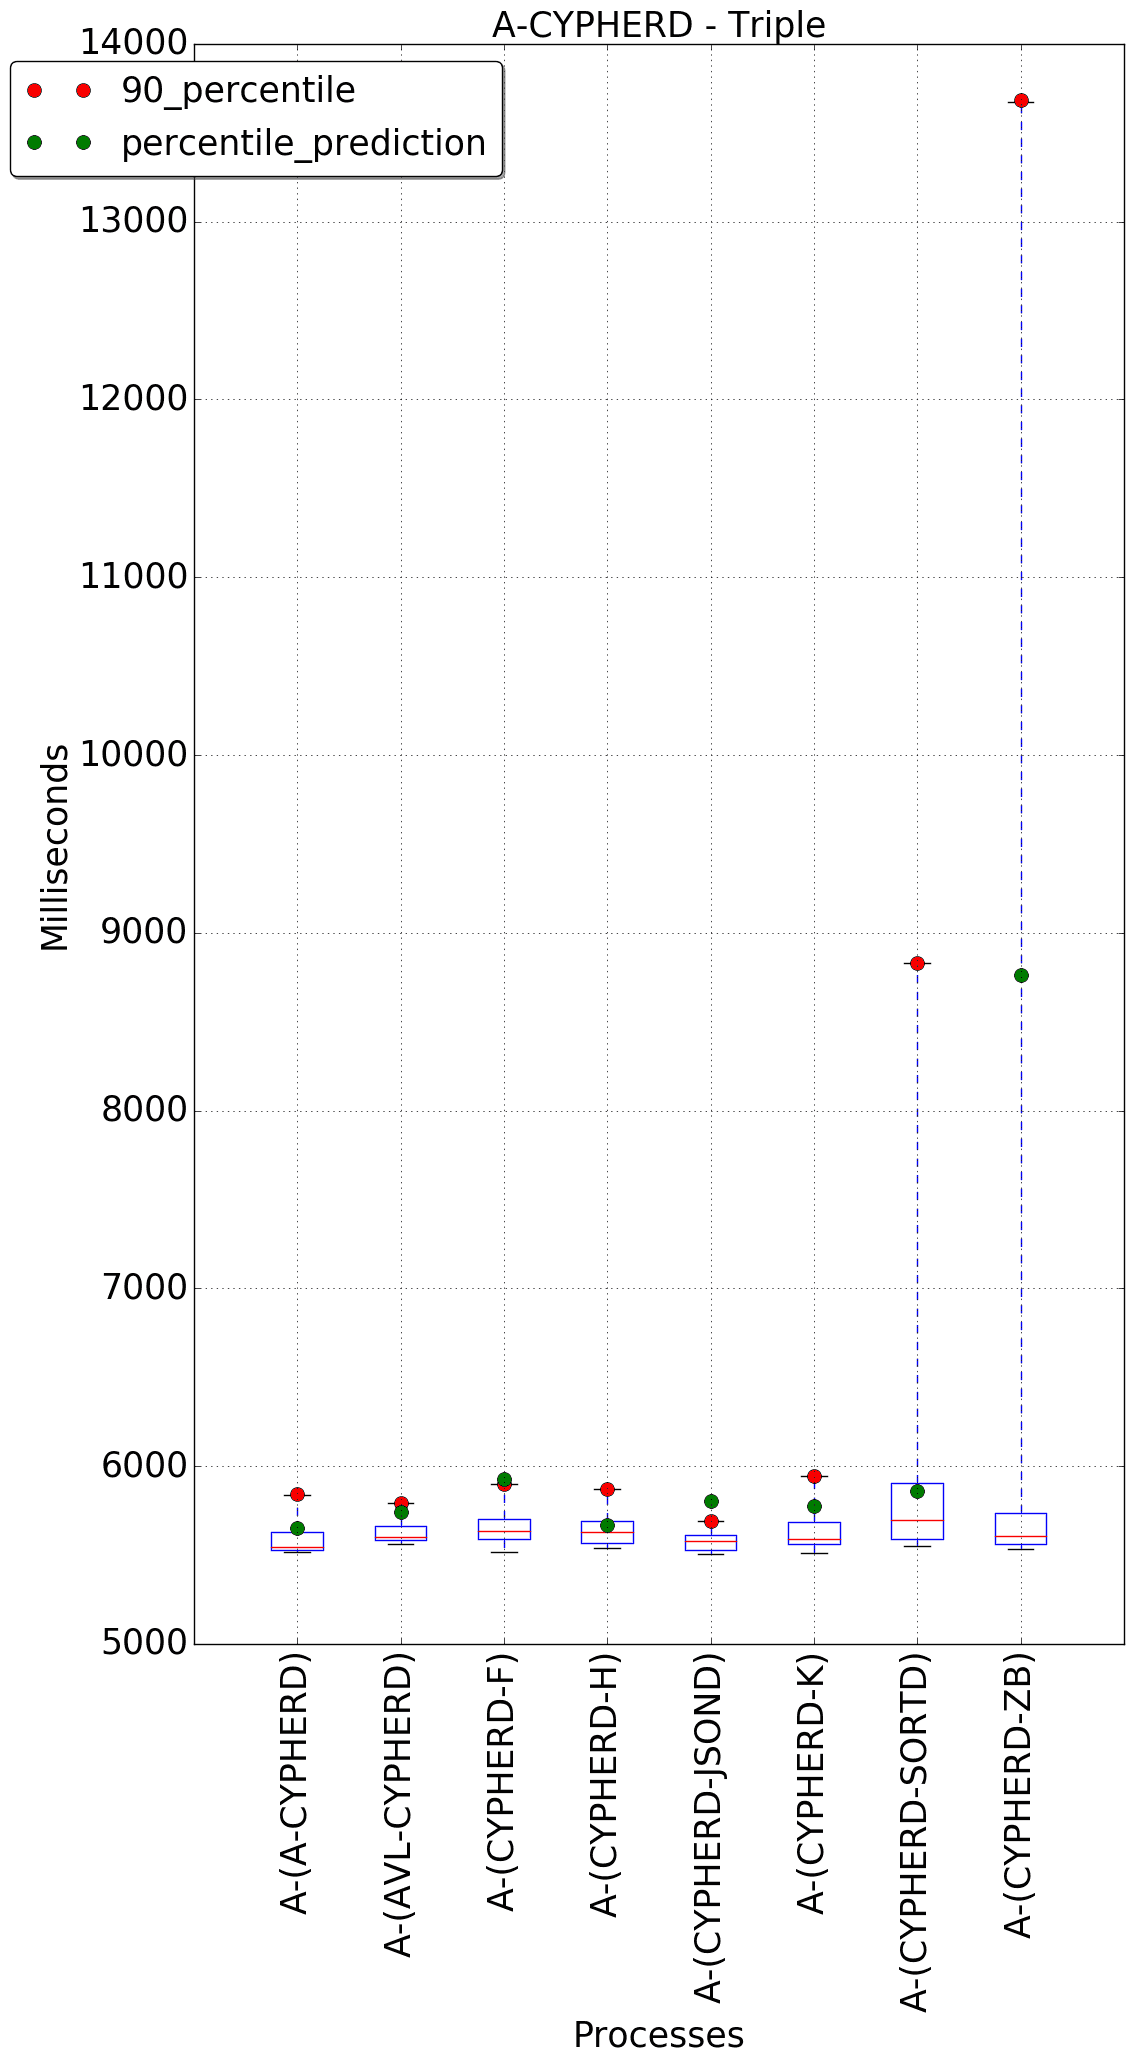 A-CYPHERD - Triple
90_percentile
percentile_prediction
14000
13000
12000
11000
10000
9000
8000
7000
6000
5000
Milliseconds
A-(A-CYPHERD)
A-(AVL-CYPHERD)
A-(CYPHERD-F)
A-(CYPHERD-H)
A-(CYPHERD-JSOND)
A-(CYPHERD-K)
A-(CYPHERD-SORTD)
A-(CYPHERD-ZB)
Processes